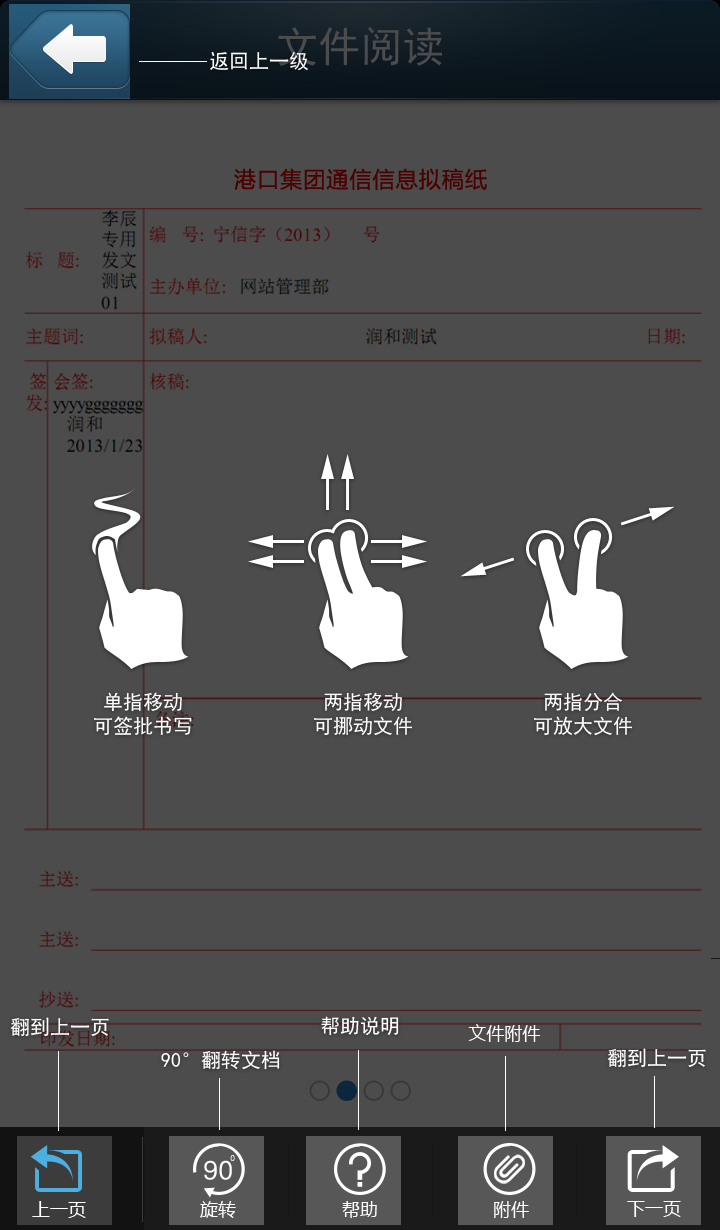 文件阅读
返回上一级
港口集团通信信息拟稿纸
标 题:
李辰
专用
发文
测试
01
编 号: 宁信字（2013） 号
主办单位: 网站管理部
主题词:
拟稿人: 润和测试 日期:
签
发:
会签:
yyyyggggggg
润和
2013/1/23
核稿:
单指移动
可签批书写
两指移动
可挪动文件
两指分合
可放大文件
主送:
主送:
抄送:
印发日期:
翻到上一页
90°翻转文档
帮助说明
文件附件
翻到上一页
上一页
90°
旋转
?
帮助
附件
下一页